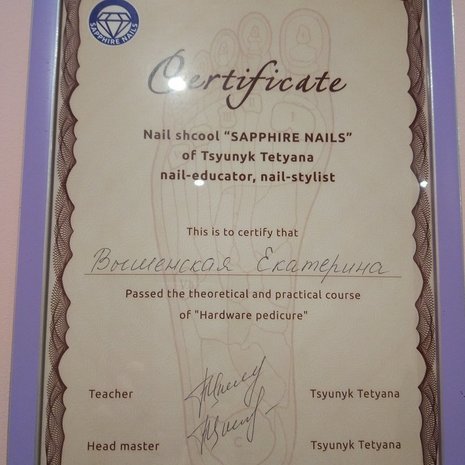 SAPPHIRE NAILS
Certificate
Nail shcool "SAPPHIRE NAILS"
of Tsyunyk Tetyana
nail-educator, nail-stylist
This is to certify that
Вышенская Екатерина
Passed the theoretical and practical course
of "Hardware pedicure"
Teacher Tsyunyk Tetyana
Head master Tsyunyk Tetyana